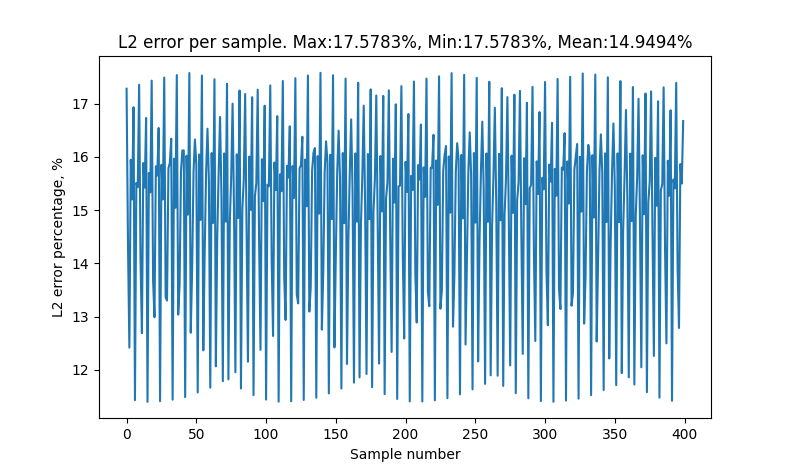 L2 error per sample. Max:17.5783%, Min:17.5783%, Mean:14.9494%
L2 error percentage, %
17
16
15
14
13
12
0 50 100 150 200 250 300 350 400
Sample number